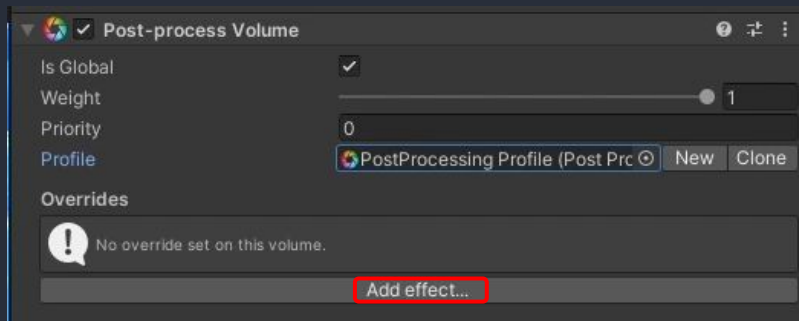 Post-process Volume
Is Global
Weight 1
Priority 0
Profile PostProcessing Profile (Post Prc New Clone
Overrides
No override set on this volume.
Add effect...